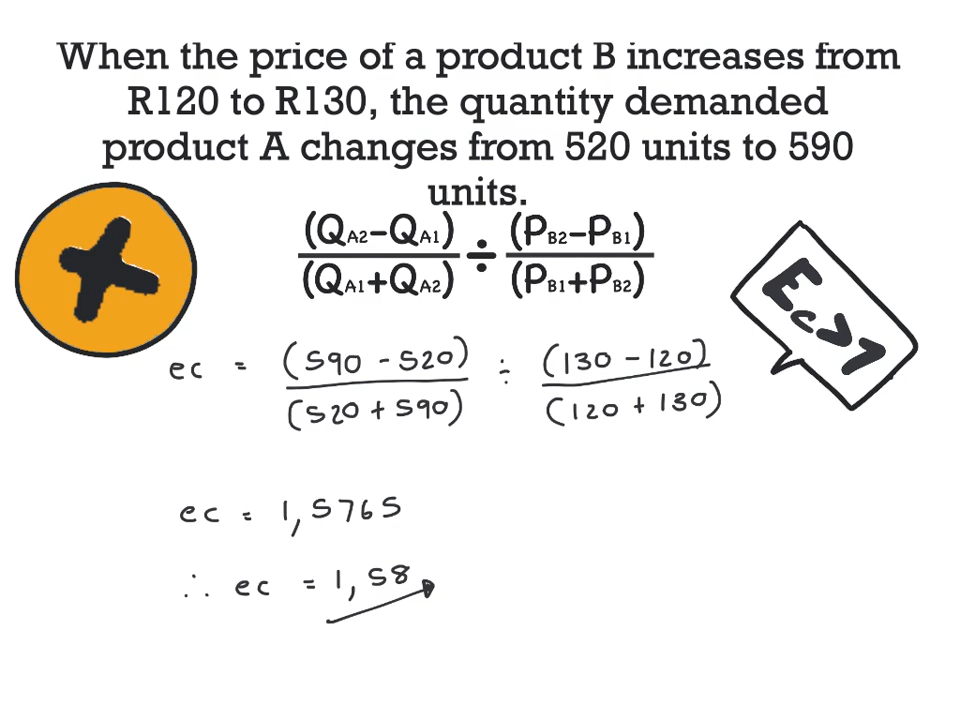 When the price of a product B increases from
R120 to R130, the quantity demanded
product A changes from 520 units to 590
units.
(QA2–QA1) ÷ (PB2–PB1)
(QA1+QA2) (PB1+PB2)
Ec>1
ec = (590 - 520) ÷ (130 - 120)
(520 + 590) (120 + 130)
ec = 1,5765
∴ ec = 1,58